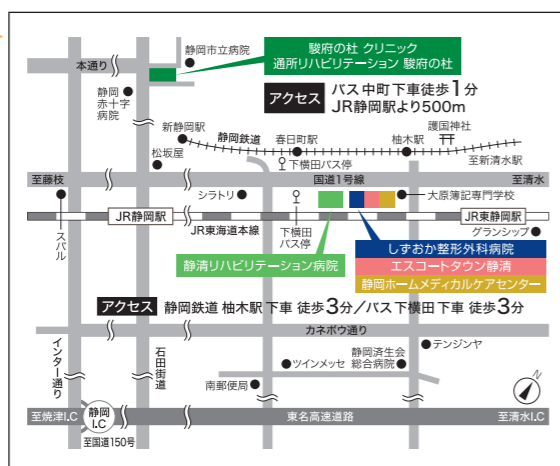 静岡市立病院
駿府の杜 クリニック
通所リハビリテーション 駿府の杜
本通り
静岡
赤十字
病院
アクセス
バス 中町 下車徒歩1分
JR静岡駅より500m
護国神社
新静岡駅
静岡鉄道
春日町駅
柚木駅
松坂屋
下横田バス停
至新清水駅
至藤枝
国道1号線
至清水
シラトリ
大原簿記専門学校
スバル
JR静岡駅
JR東海道本線
下横田
バス停
JR東静岡駅
グランシップ
静清リハビリテーション病院
しずおか整形外科病院
エスコートタウン静清
静岡ホームメディカルケアセンター
アクセス
静岡鉄道 柚木駅 下車 徒歩3分/バス下横田下車 徒歩3分
カネボウ通り
インター通り
石田街道
静岡済生会
総合病院
テンジンヤ
ツインメッセ
南郵便局
N
至焼津I.C
静岡
I.C
東名高速道路
至清水I.C
至国道150号